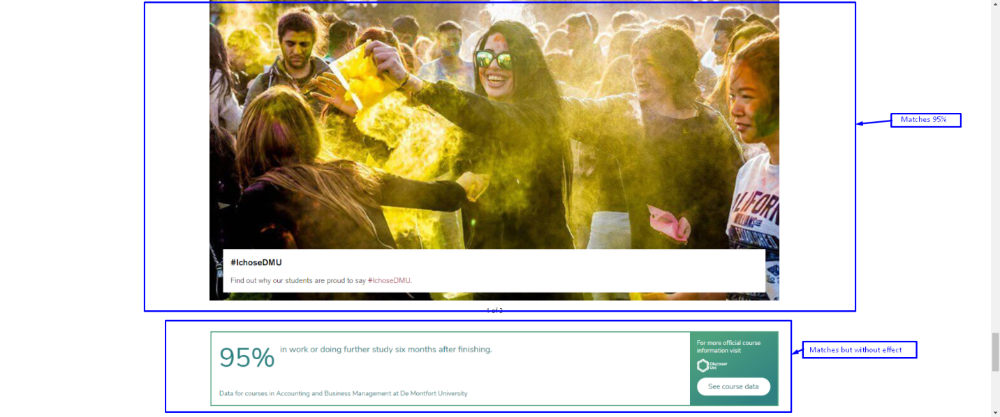 Matches 95%
#IchoseDMU
Find out why our students are proud to say #IchoseDMU.
1 of 3
95% in work or doing further study six months after finishing.
Data for courses in Accounting and Business Management at De Montfort University
For more official course
information visit
Discover
Uni
See course data
Matches but without effect